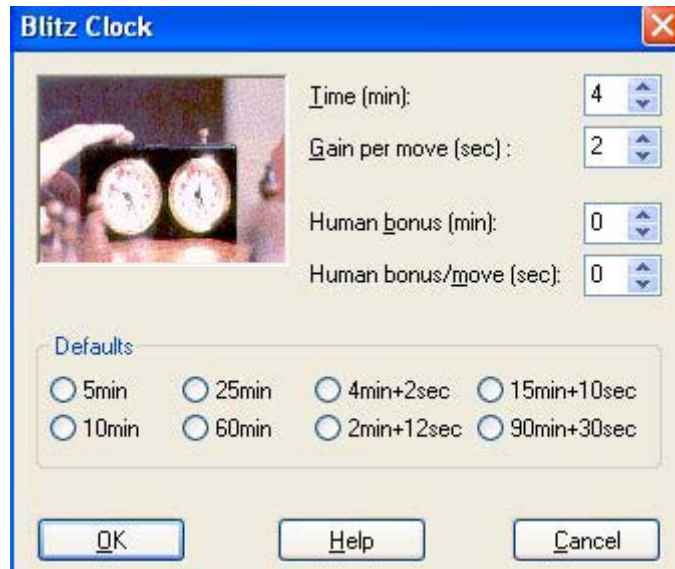 Blitz Clock
Time (min): 4
Gain per move (sec) : 2
Human bonus (min): 0
Human bonus/move (sec): 0
Defaults
5min 25min 4min+2sec 15min+10sec
10min 60min 2min+12sec 90min+30sec
OK Help Cancel